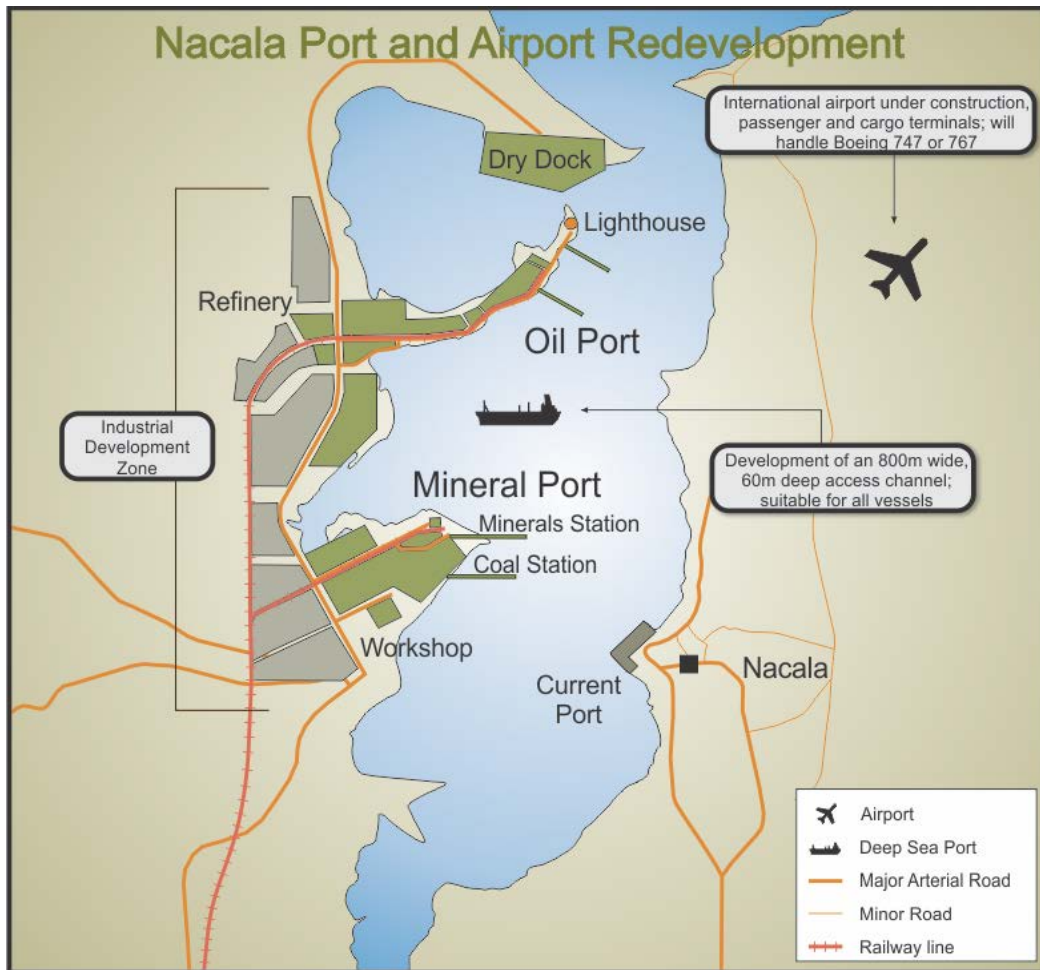 Nacala Port and Airport Redevelopment
International airport under construction,
passenger and cargo terminals; will
handle Boeing 747 or 767
Dry Dock
Lighthouse
Refinery
Oil Port
Industrial
Development
Zone
Development of an 800m wide,
60m deep access channel;
suitable for all vessels
Mineral Port
Minerals Station
Coal Station
Workshop
Nacala
Current
Port
Airport
Deep Sea Port
Major Arterial Road
Minor Road
Railway line